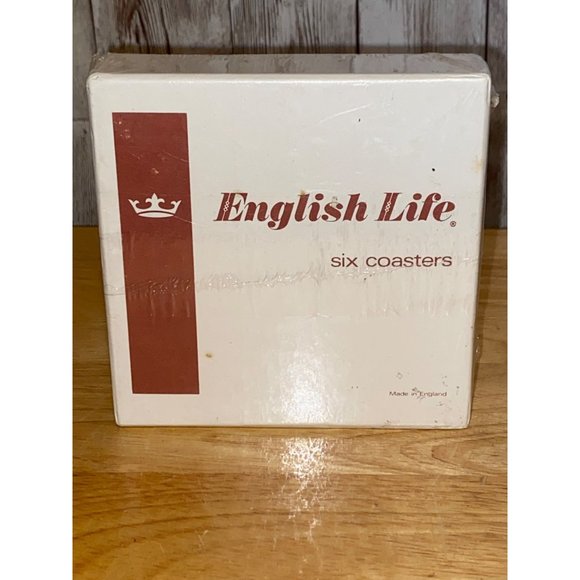 English Life®
six coasters
Made in England